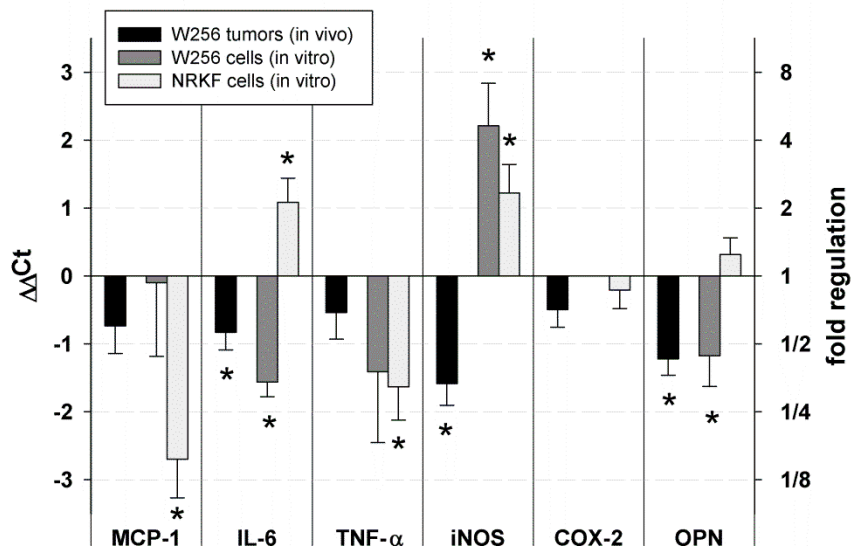 W256 tumors (in vivo)
W256 cells (in vitro)
NRKF cells (in vitro)
3
2
1
0
-1
-2
-3
ΔΔCt
8
4
2
1
1/2
1/4
1/8
fold regulation
* * * * * * * * * *
MCP-1 IL-6 TNF-α iNOS COX-2 OPN